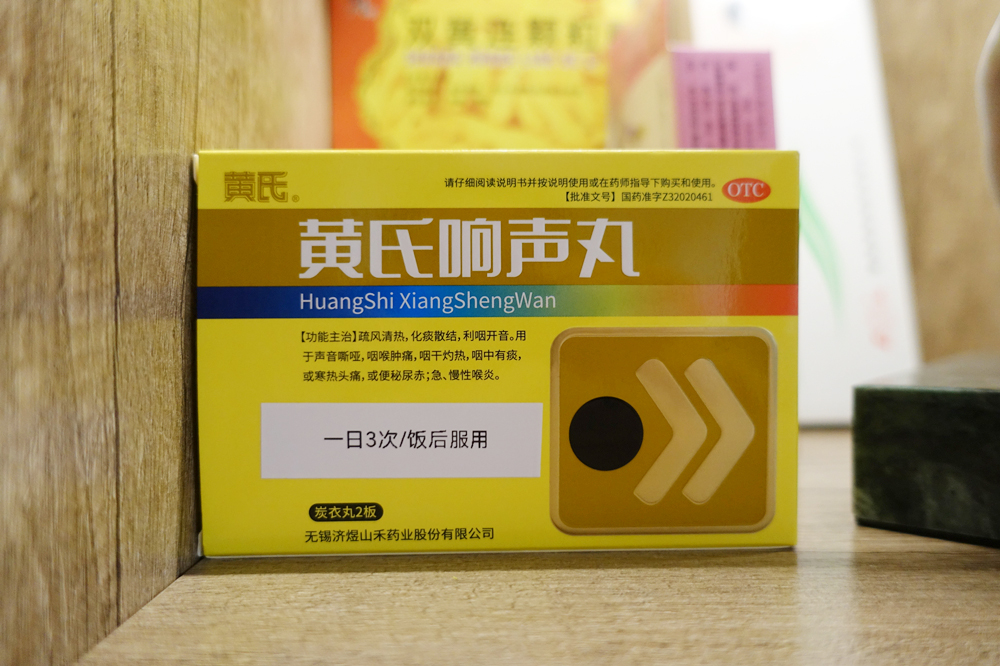 双黄连颗粒
黄氏®
请仔细阅读说明书并按说明使用或在药师指导下购买和使用。
【批准文号】国药准字Z32020461
OTC
黄氏响声丸
HuangShi XiangShengWan
【功能主治】疏风清热，化痰散结，利咽开音。用
于声音嘶哑，咽喉肿痛，咽干灼热，咽中有痰，
或寒热头痛，或便秘尿赤；急、慢性喉炎。
一日3次/饭后服用
炭衣丸2板
无锡济煜山禾药业股份有限公司